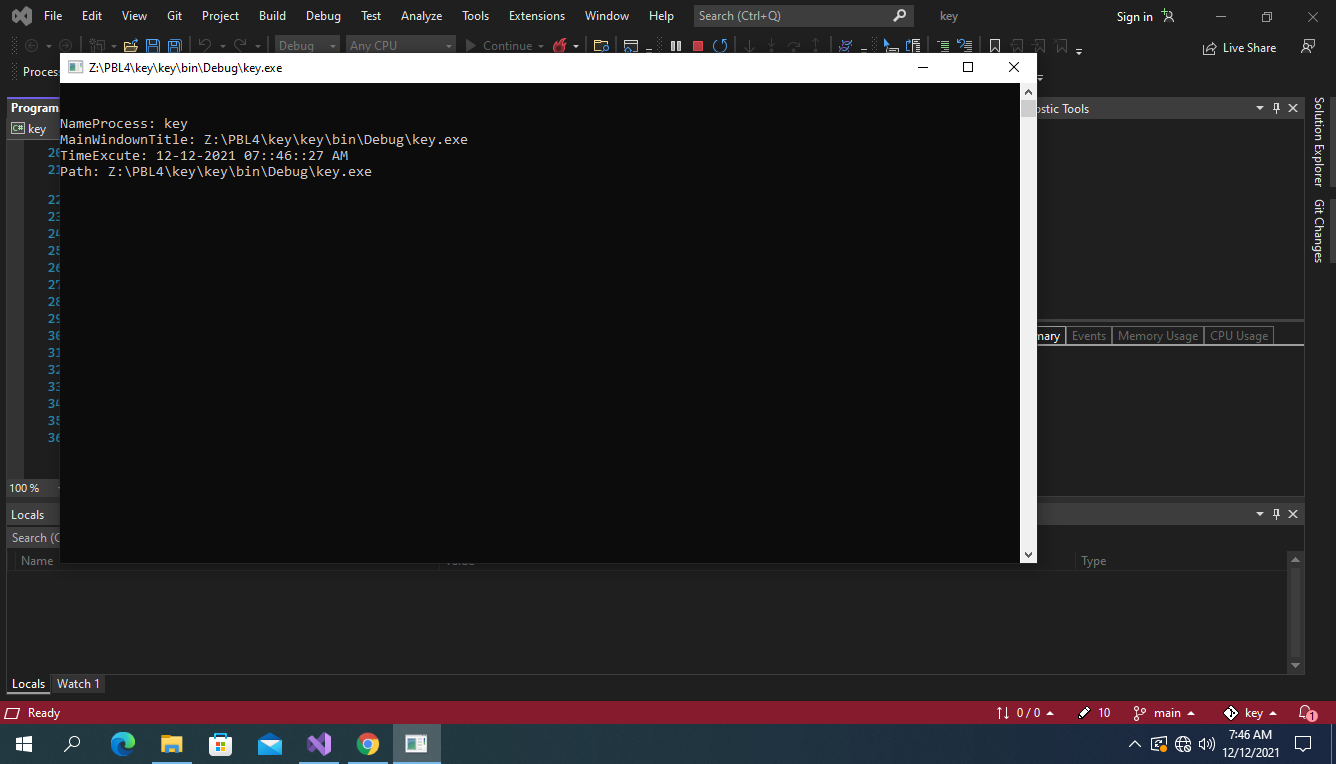 File Edit View Git Project Build Debug Test Analyze Tools Extensions Window Help Search (Ctrl+Q) key Sign in
Debug Any CPU Continue Live Share
Z:\PBL4\key\key\bin\Debug\key.exe
NameProcess: key
MainWindownTitle: Z:\PBL4\key\key\bin\Debug\key.exe
TimeExcute: 12-12-2021 07::46::27 AM
Path: Z:\PBL4\key\key\bin\Debug\key.exe
Proces
Program
C# key
20
21
22
23
24
25
26
27
28
29
30
31
32
33
34
35
36
100 %
ostic Tools
mary Events Memory Usage CPU Usage
Solution Explorer
Git Changes
Locals
Search (C
Name Type
Locals Watch 1
Ready 0 / 0 10 main key 1
7:46 AM
12/12/2021